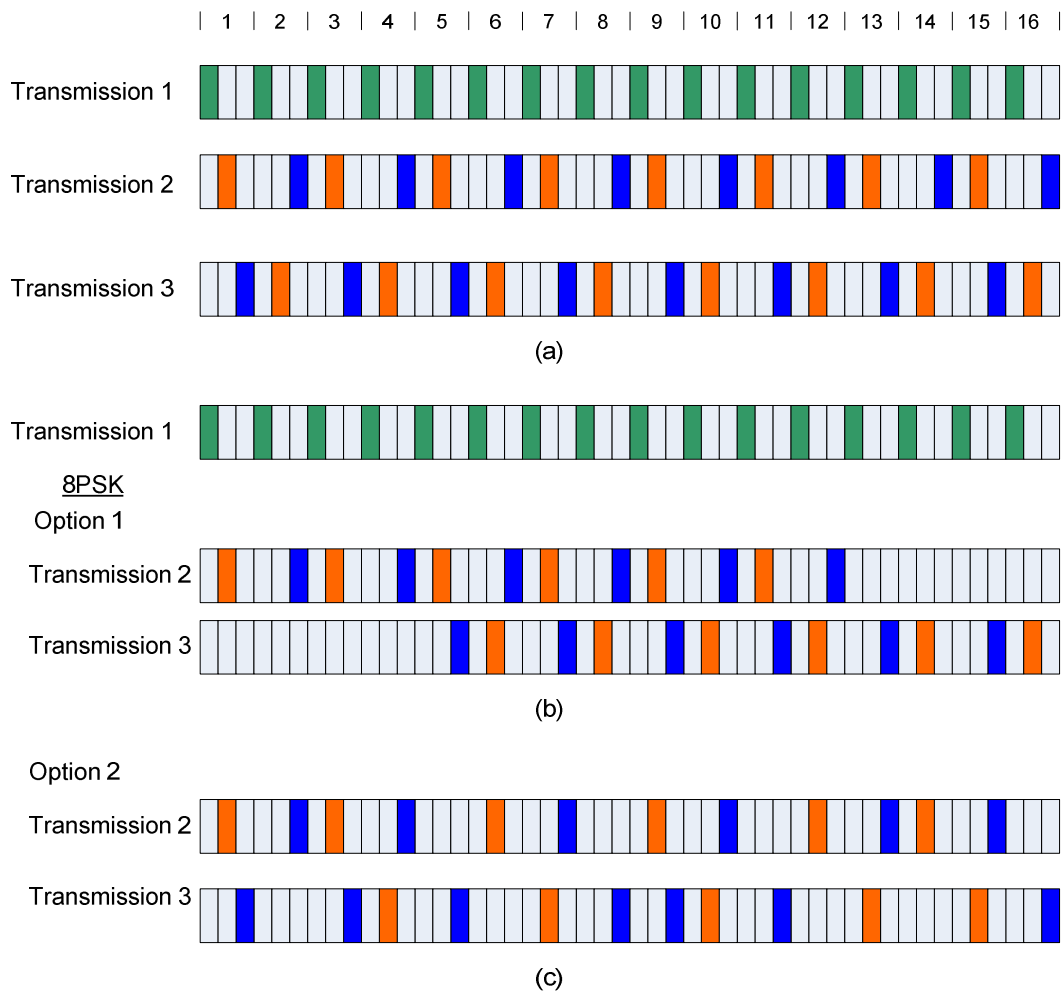 | 1 | 2 | 3 | 4 | 5 | 6 | 7 | 8 | 9 | 10 | 11 | 12 | 13 | 14 | 15 | 16 |
Transmission 1
Transmission 2
Transmission 3
(a)
Transmission 1
8PSK
Option 1
Transmission 2
Transmission 3
(b)
Option 2
Transmission 2
Transmission 3
(c)